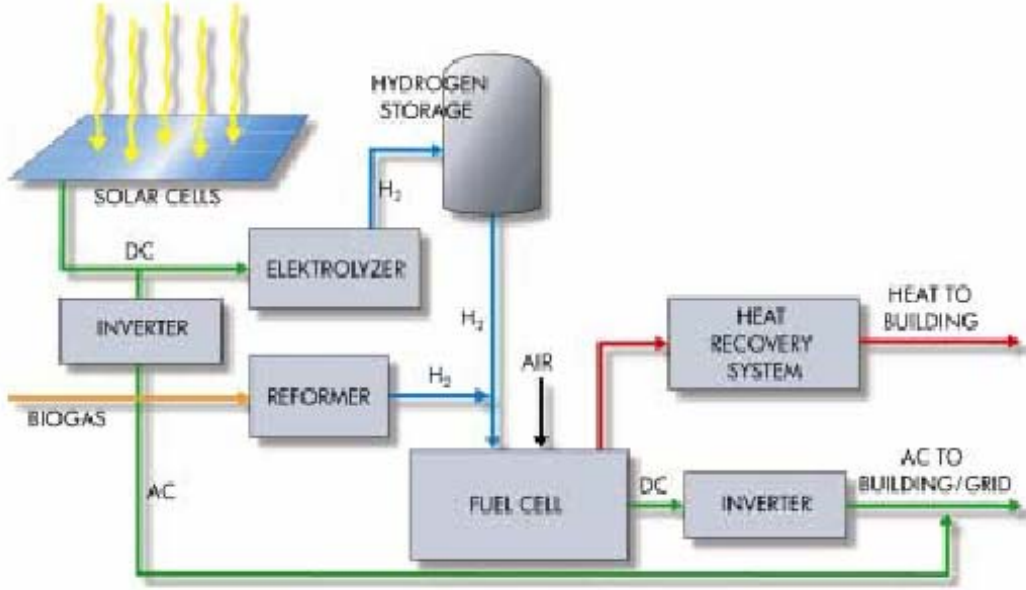 HYDROGEN
STORAGE
SOLAR CELLS
H2
DC
ELEKTROLYZER
INVERTER
H2
HEAT
RECOVERY
SYSTEM
HEAT TO
BUILDING
AIR
H2
REFORMER
BIOGAS
AC
FUEL CELL
DC
INVERTER
AC TO
BUILDING/GRID